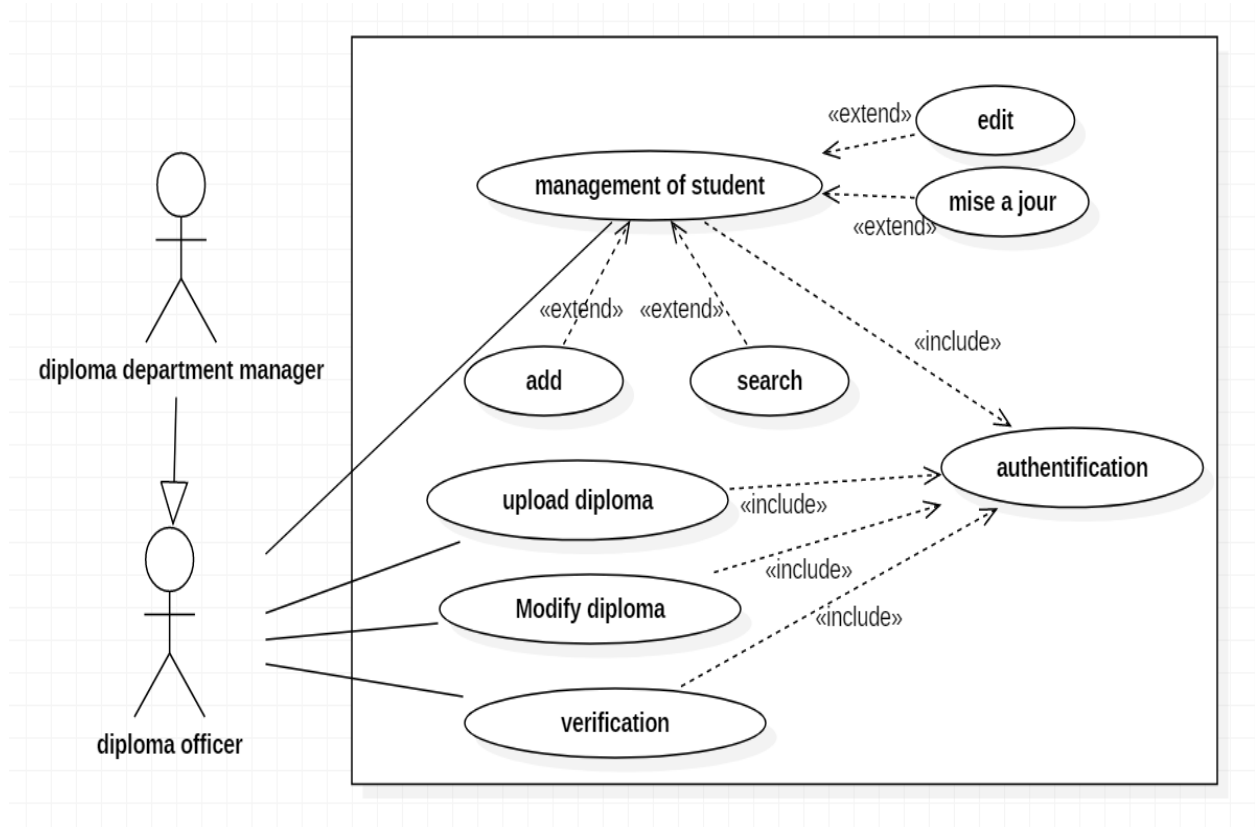 «extend»
edit
management of student
mise a jour
«extend»
diploma department manager
«extend»
«extend»
«include»
add
search
authentification
upload diploma
«include»
«include»
Modify diploma
«include»
verification
diploma officer